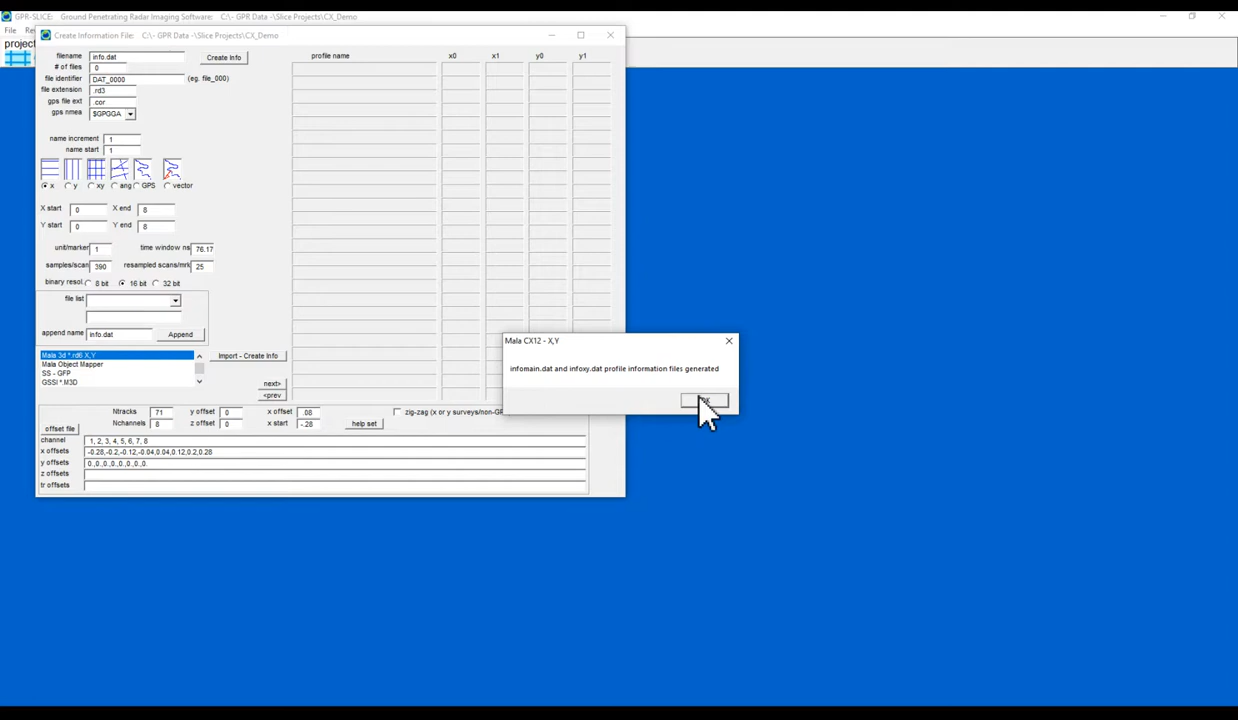 GPR-SLICE: Ground Penetrating Radar Imaging Software: C:\- GPR Data -\Slice Projects\CX_Demo
File
project
Create Information File: C:\- GPR Data -\Slice Projects\CX_Demo
filename info.dat Create Info profile name x0 x1 y0 y1
# of files 0
file identifier DAT_0000 (eg. file_000)
file extension .rd3
gps file ext .cor
gps nmea $GPGGA
name increment 1
name start 1
x y xy ang GPS vector
X start 0 X end 8
Y start 0 Y end 8
unit/marker 1 time window ns 76.17
samples/scan 390 resampled scans/mrk 25
binary resol. 8 bit 16 bit 32 bit
file list
append name info.dat Append
Mala 3d *.rd6 X,Y Import - Create Info
Mala Object Mapper
SS - GFP
GSSI *.M3D
next>
<prev
Mala CX12 - X,Y
infomain.dat and infoxy.dat profile information files generated
Ntracks 71 y offset 0 x offset .08 zig-zag (x or y surveys/non-GP
Nchannels 8 z offset 0 x start -.28 help set
offset file
channel 1, 2, 3, 4, 5, 6, 7, 8
x offsets -0.28,-0.2,-0.12,-0.04,0.04,0.12,0.2,0.28
y offsets 0.,0.,0.,0.,0.,0.,0.,0.
z offsets
tr offsets